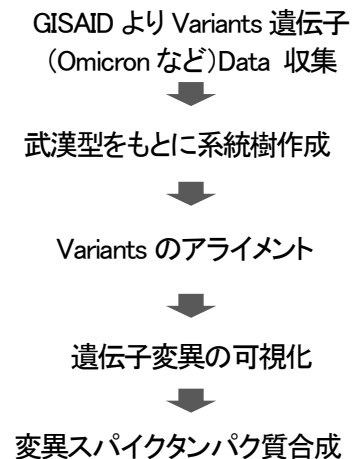 GISAID より Variants 遺伝子
（Omicron など）Data 収集
武漢型をもとに系統樹作成
Variants のアライメント
遺伝子変異の可視化
変異スパイクタンパク質合成